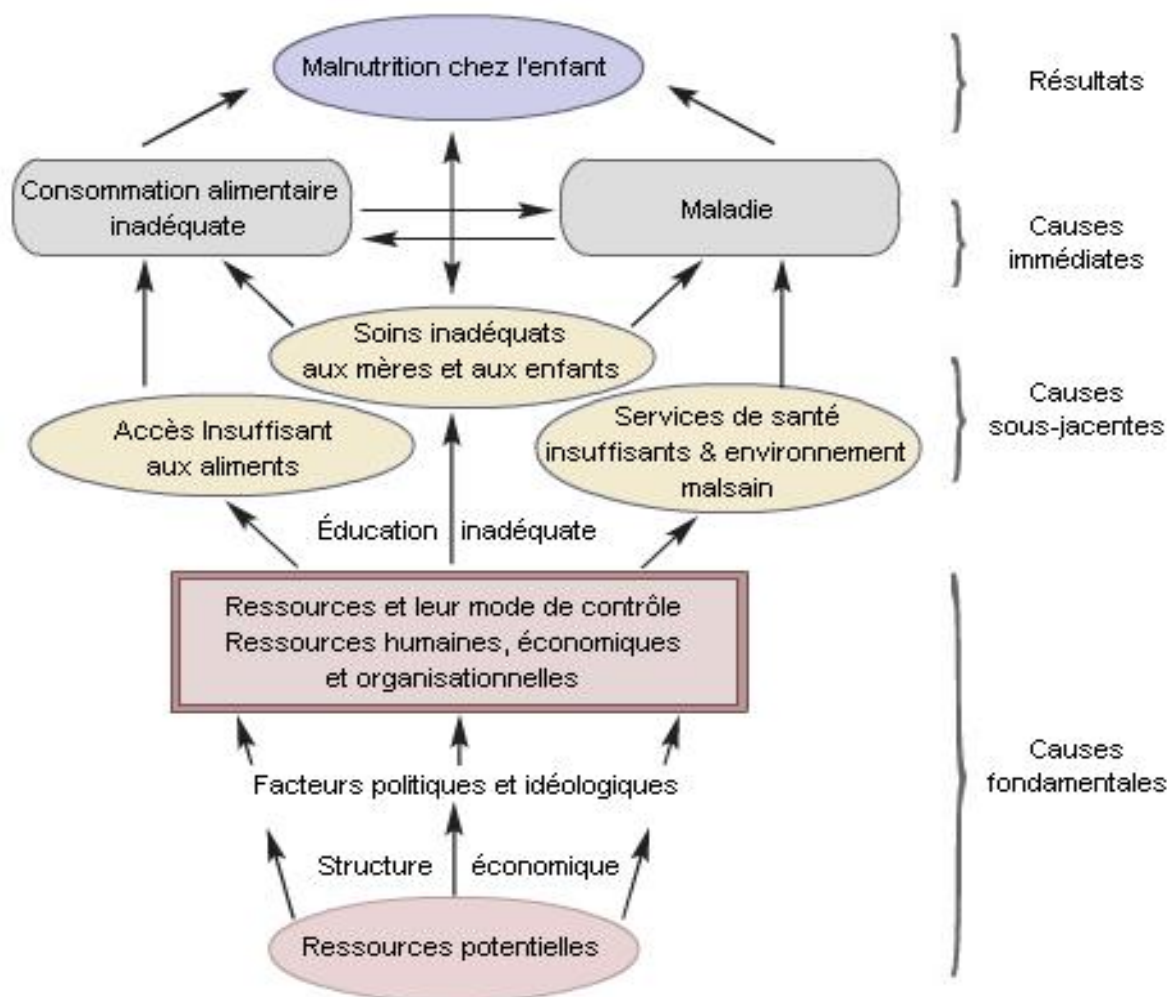 Malnutrition chez l'enfant
Résultats
Consommation alimentaire
inadéquate
Maladie
Causes
immédiates
Soins inadéquats
aux mères et aux enfants
Accès Insuffisant
aux aliments
Services de santé
insuffisants & environnement
malsain
Causes
sous-jacentes
Éducation inadéquate
Ressources et leur mode de contrôle
Ressources humaines, économiques
et organisationnelles
Facteurs politiques et idéologiques
Structure économique
Ressources potentielles
Causes
fondamentales